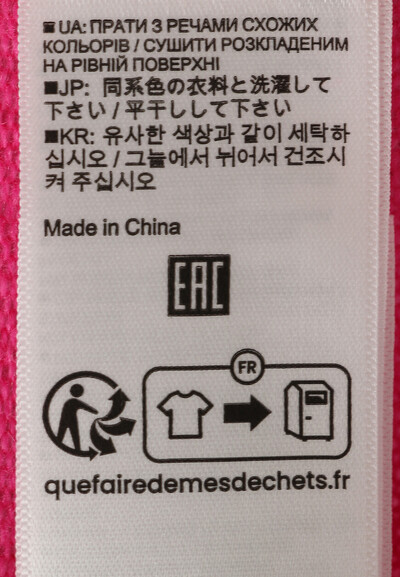 ■ UA: ПРАТИ З РЕЧАМИ СХОЖИХ
КОЛЬОРІВ / СУШИТИ РОЗКЛАДЕНИМ
НА РІВНІЙ ПОВЕРХНІ
■JP: 同系色の衣料と洗濯して
下さい / 平干しして下さい
■KR: 유사한 색상과 같이 세탁하
십시오 / 그늘에서 뉘어서 건조시
켜 주십시오
Made in China
EAC
FR
quefairedemesdechets.fr